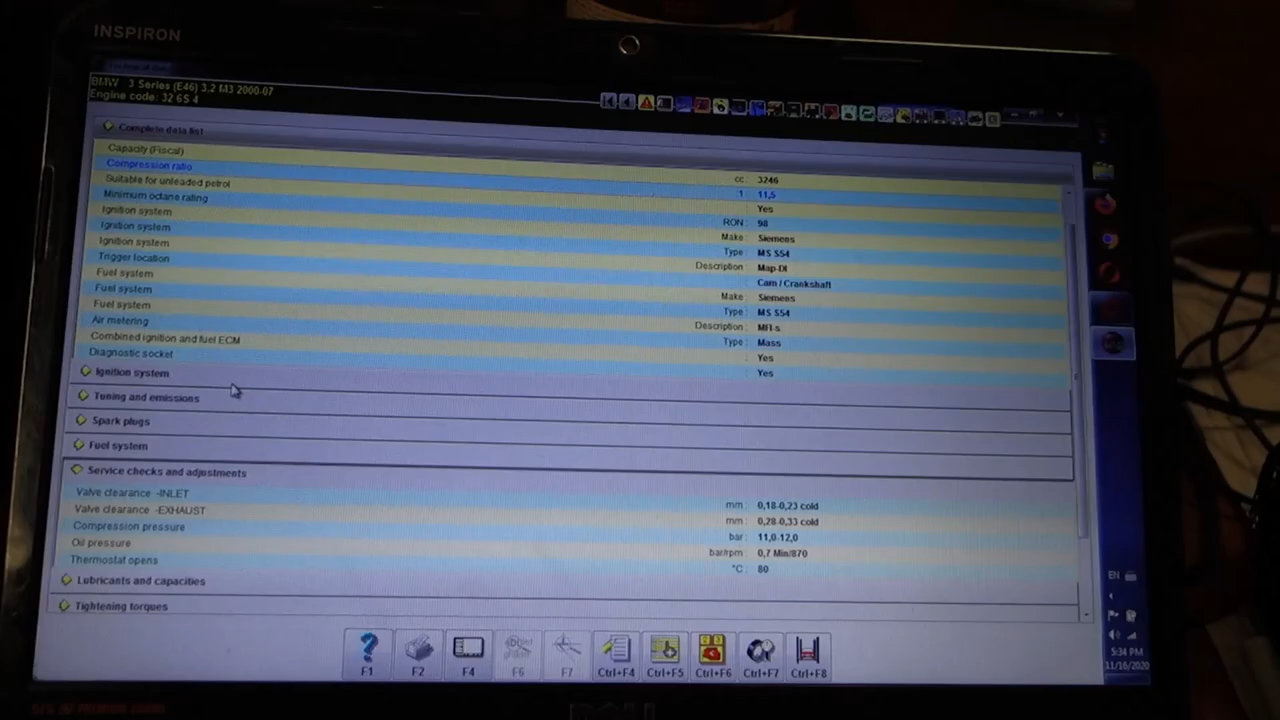 INSPIRON
BMW 3 Series (E46) 3.2 M3 2000-07
Engine code: 32 6S 4
Complete data list
Capacity (Fiscal) cc: 3246
Compression ratio :1 11,5
Suitable for unleaded petrol : Yes
Minimum octane rating RON: 98
Ignition system Make: Siemens
Ignition system Type: MS S54
Ignition system Description: Map-DI
Trigger location : Cam / Crankshaft
Fuel system Make: Siemens
Fuel system Type: MS S54
Fuel system Description: MFI-s
Air metering Type: Mass
Combined ignition and fuel ECM : Yes
Diagnostic socket : Yes
Ignition system
Tuning and emissions
Spark plugs
Fuel system
Service checks and adjustments
Valve clearance -INLET mm: 0,18-0,23 cold
Valve clearance -EXHAUST mm: 0,28-0,33 cold
Compression pressure bar: 11,0-12,0
Oil pressure bar/rpm: 0,7 Min/870
Thermostat opens °C: 80
Lubricants and capacities
Tightening torques
EN
F1 F2 F4 F6 F7 Ctrl+F4 Ctrl+F5 Ctrl+F6 Ctrl+F7 Ctrl+F8
5:34 PM
11/16/2020
DELL